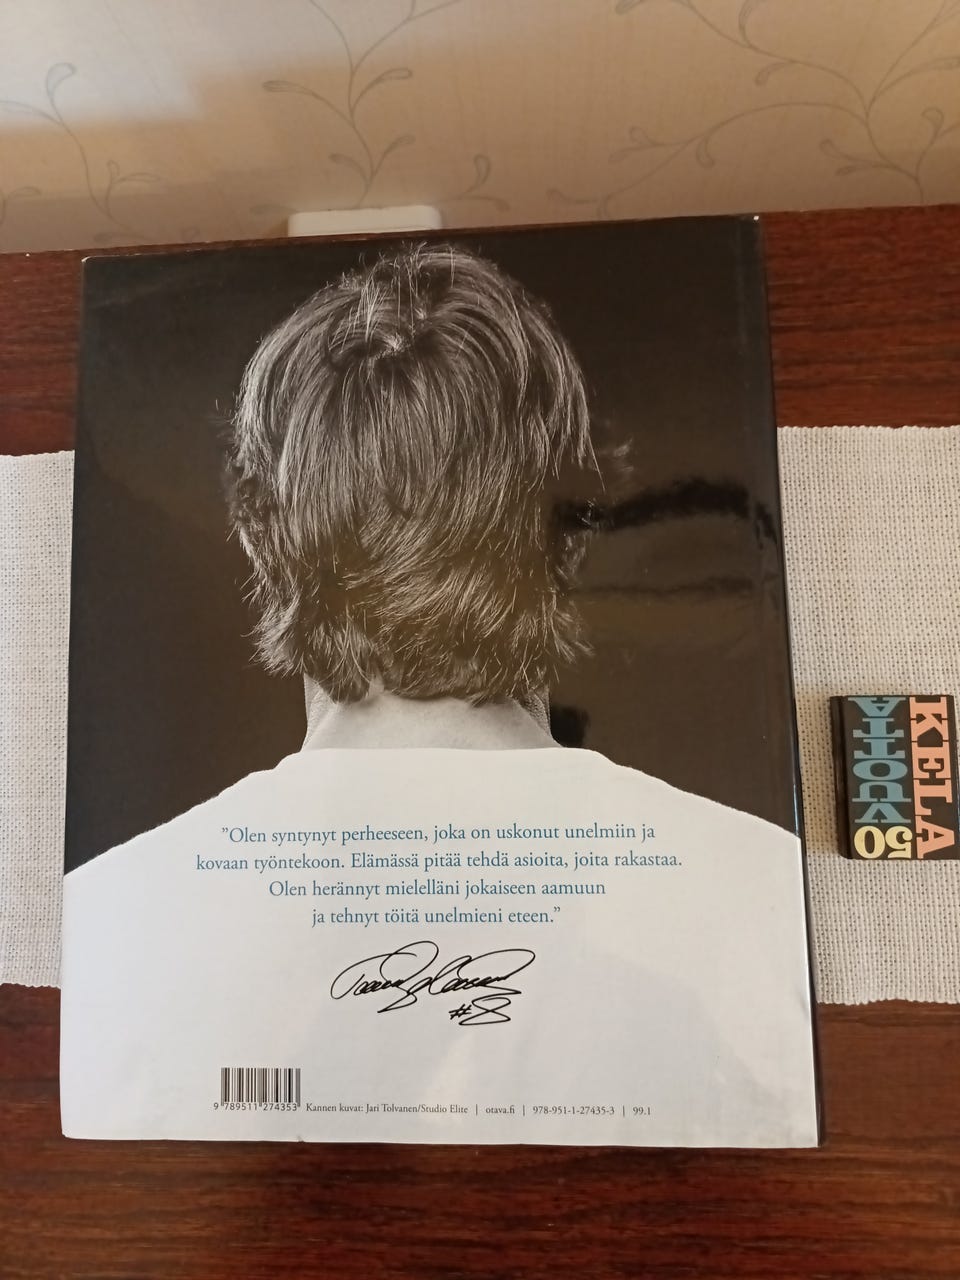 ”Olen syntynyt perheeseen, joka on uskonut unelmiin ja
kovaan työntekoon. Elämässä pitää tehdä asioita, joita rakastaa.
Olen herännyt mielelläni jokaiseen aamuun
ja tehnyt töitä unelmieni eteen.”
#8
9 789511 274353
Kannen kuvat: Jari Tolvanen/Studio Elite | otava.fi | 978-951-1-27435-3 | 99.1
KELA
50
VUOTTA